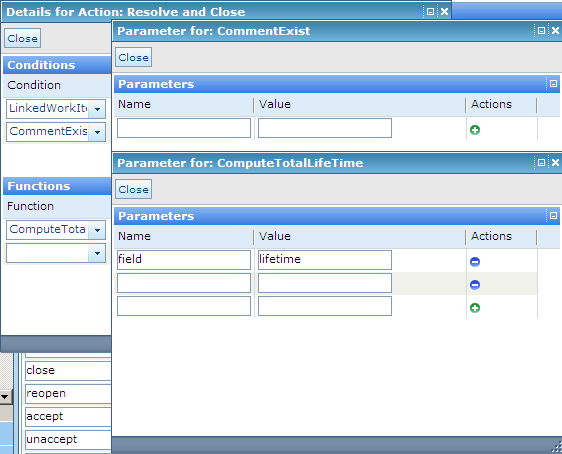 Details for Action: Resolve and Close
Close
Conditions
Condition
LinkedWorkIte
CommentExis
Functions
Function
ComputeTota
Parameter for: CommentExist
Close
Parameters
Name Value Actions
Parameter for: ComputeTotalLifeTime
Close
Parameters
Name Value Actions
field lifetime
close
reopen
accept
unaccept